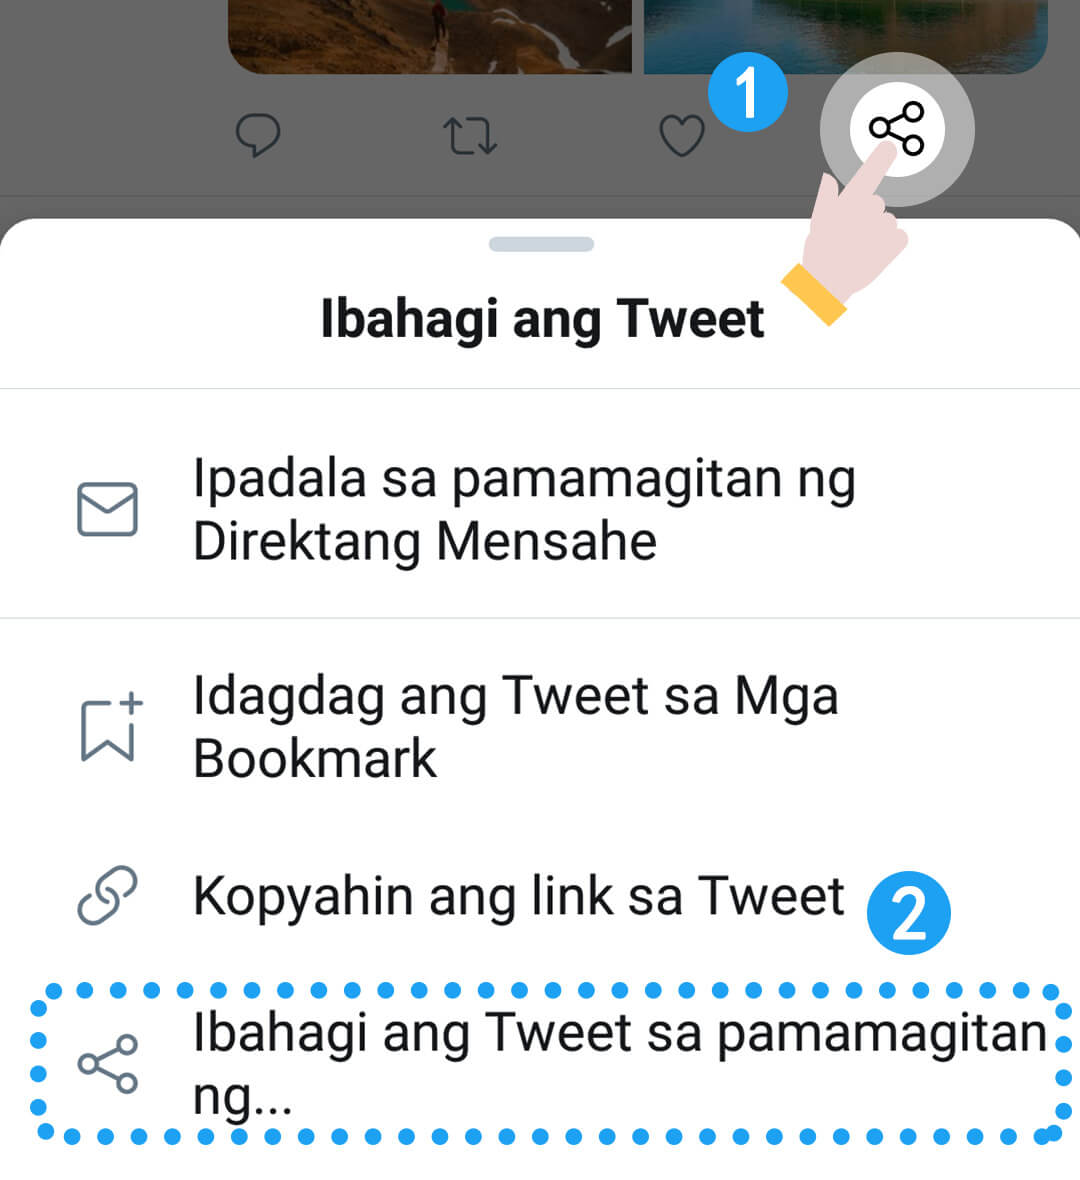 1
Ibahagi ang Tweet
Ipadala sa pamamagitan ng
Direktang Mensahe
Idagdag ang Tweet sa Mga
Bookmark
Kopyahin ang link sa Tweet
2
Ibahagi ang Tweet sa pamamagitan
ng...